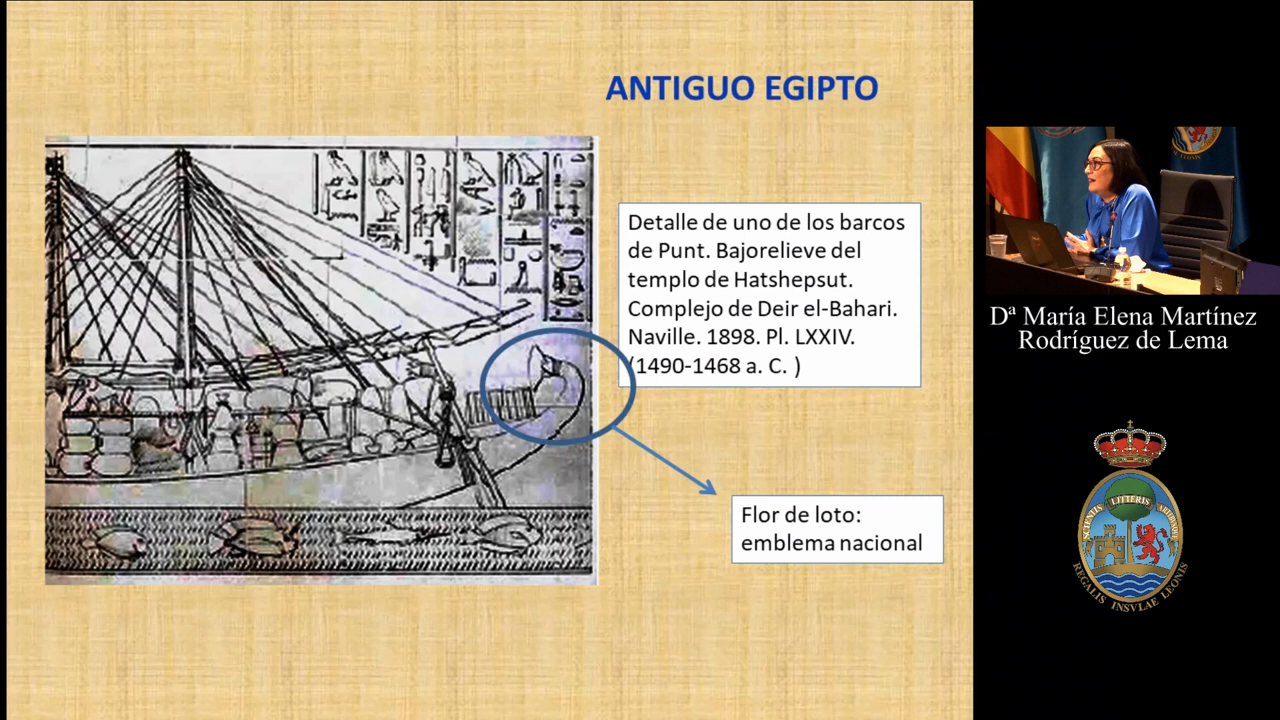 ANTIGUO EGIPTO
Detalle de uno de los barcos
de Punt. Bajorelieve del
templo de Hatshepsut.
Complejo de Deir el-Bahari.
Naville. 1898. Pl. LXXIV.
(1490-1468 a. C. )
Flor de loto:
emblema nacional
Dª María Elena Martínez
Rodríguez de Lema
SCIENTIS LITTERIS ARTIBUSQUE
REGALIS INSVLAE LEONIS